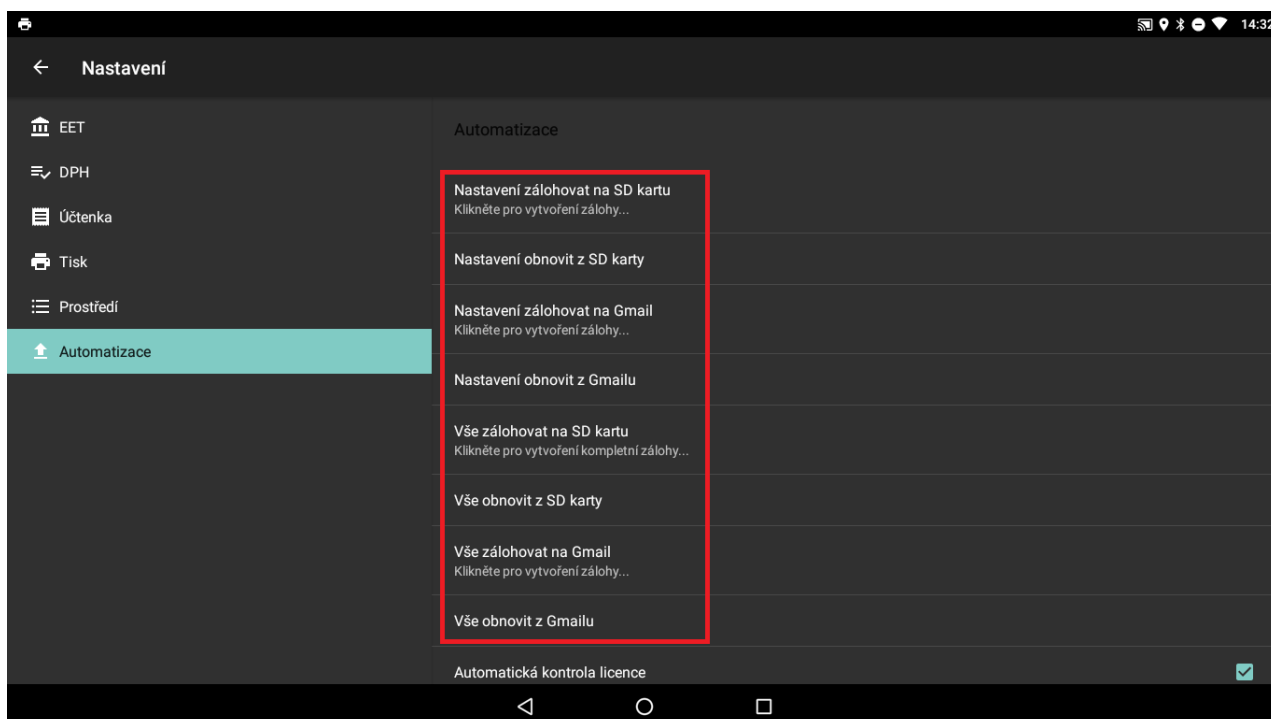 14:32
Nastavení
EET
DPH
Účtenka
Tisk
Prostředí
Automatizace
Automatizace
Nastavení zálohovat na SD kartu
Klikněte pro vytvoření zálohy...
Nastavení obnovit z SD karty
Nastavení zálohovat na Gmail
Klikněte pro vytvoření zálohy...
Nastavení obnovit z Gmailu
Vše zálohovat na SD kartu
Klikněte pro vytvoření kompletní zálohy...
Vše obnovit z SD karty
Vše zálohovat na Gmail
Klikněte pro vytvoření zálohy...
Vše obnovit z Gmailu
Automatická kontrola licence